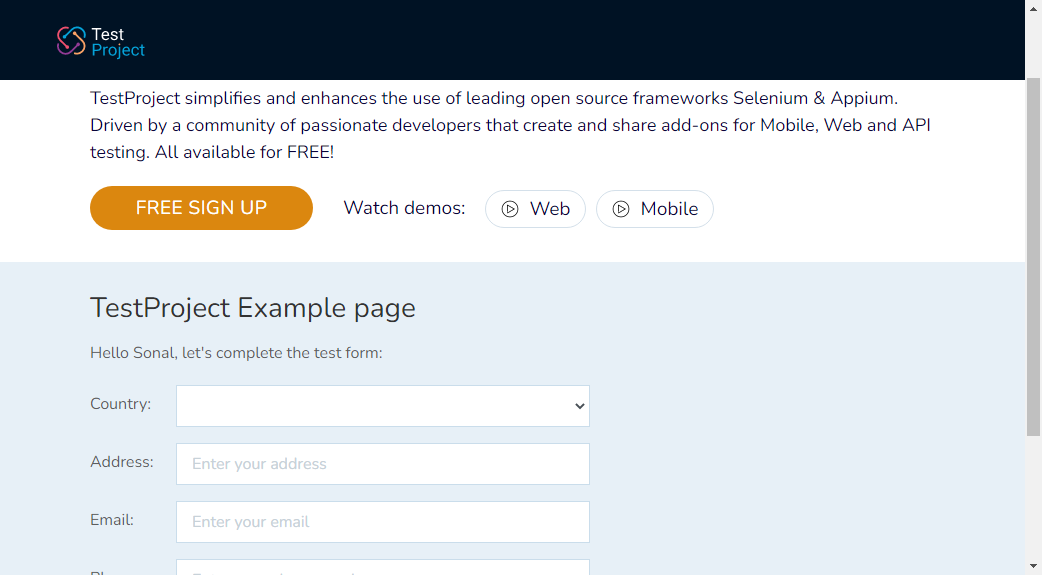 Test
Project
TestProject simplifies and enhances the use of leading open source frameworks Selenium & Appium.
Driven by a community of passionate developers that create and share add-ons for Mobile, Web and API
testing. All available for FREE!
FREE SIGN UP
Watch demos:
Web
Mobile
TestProject Example page
Hello Sonal, let's complete the test form:
Country:
Address:
Enter your address
Email:
Enter your email